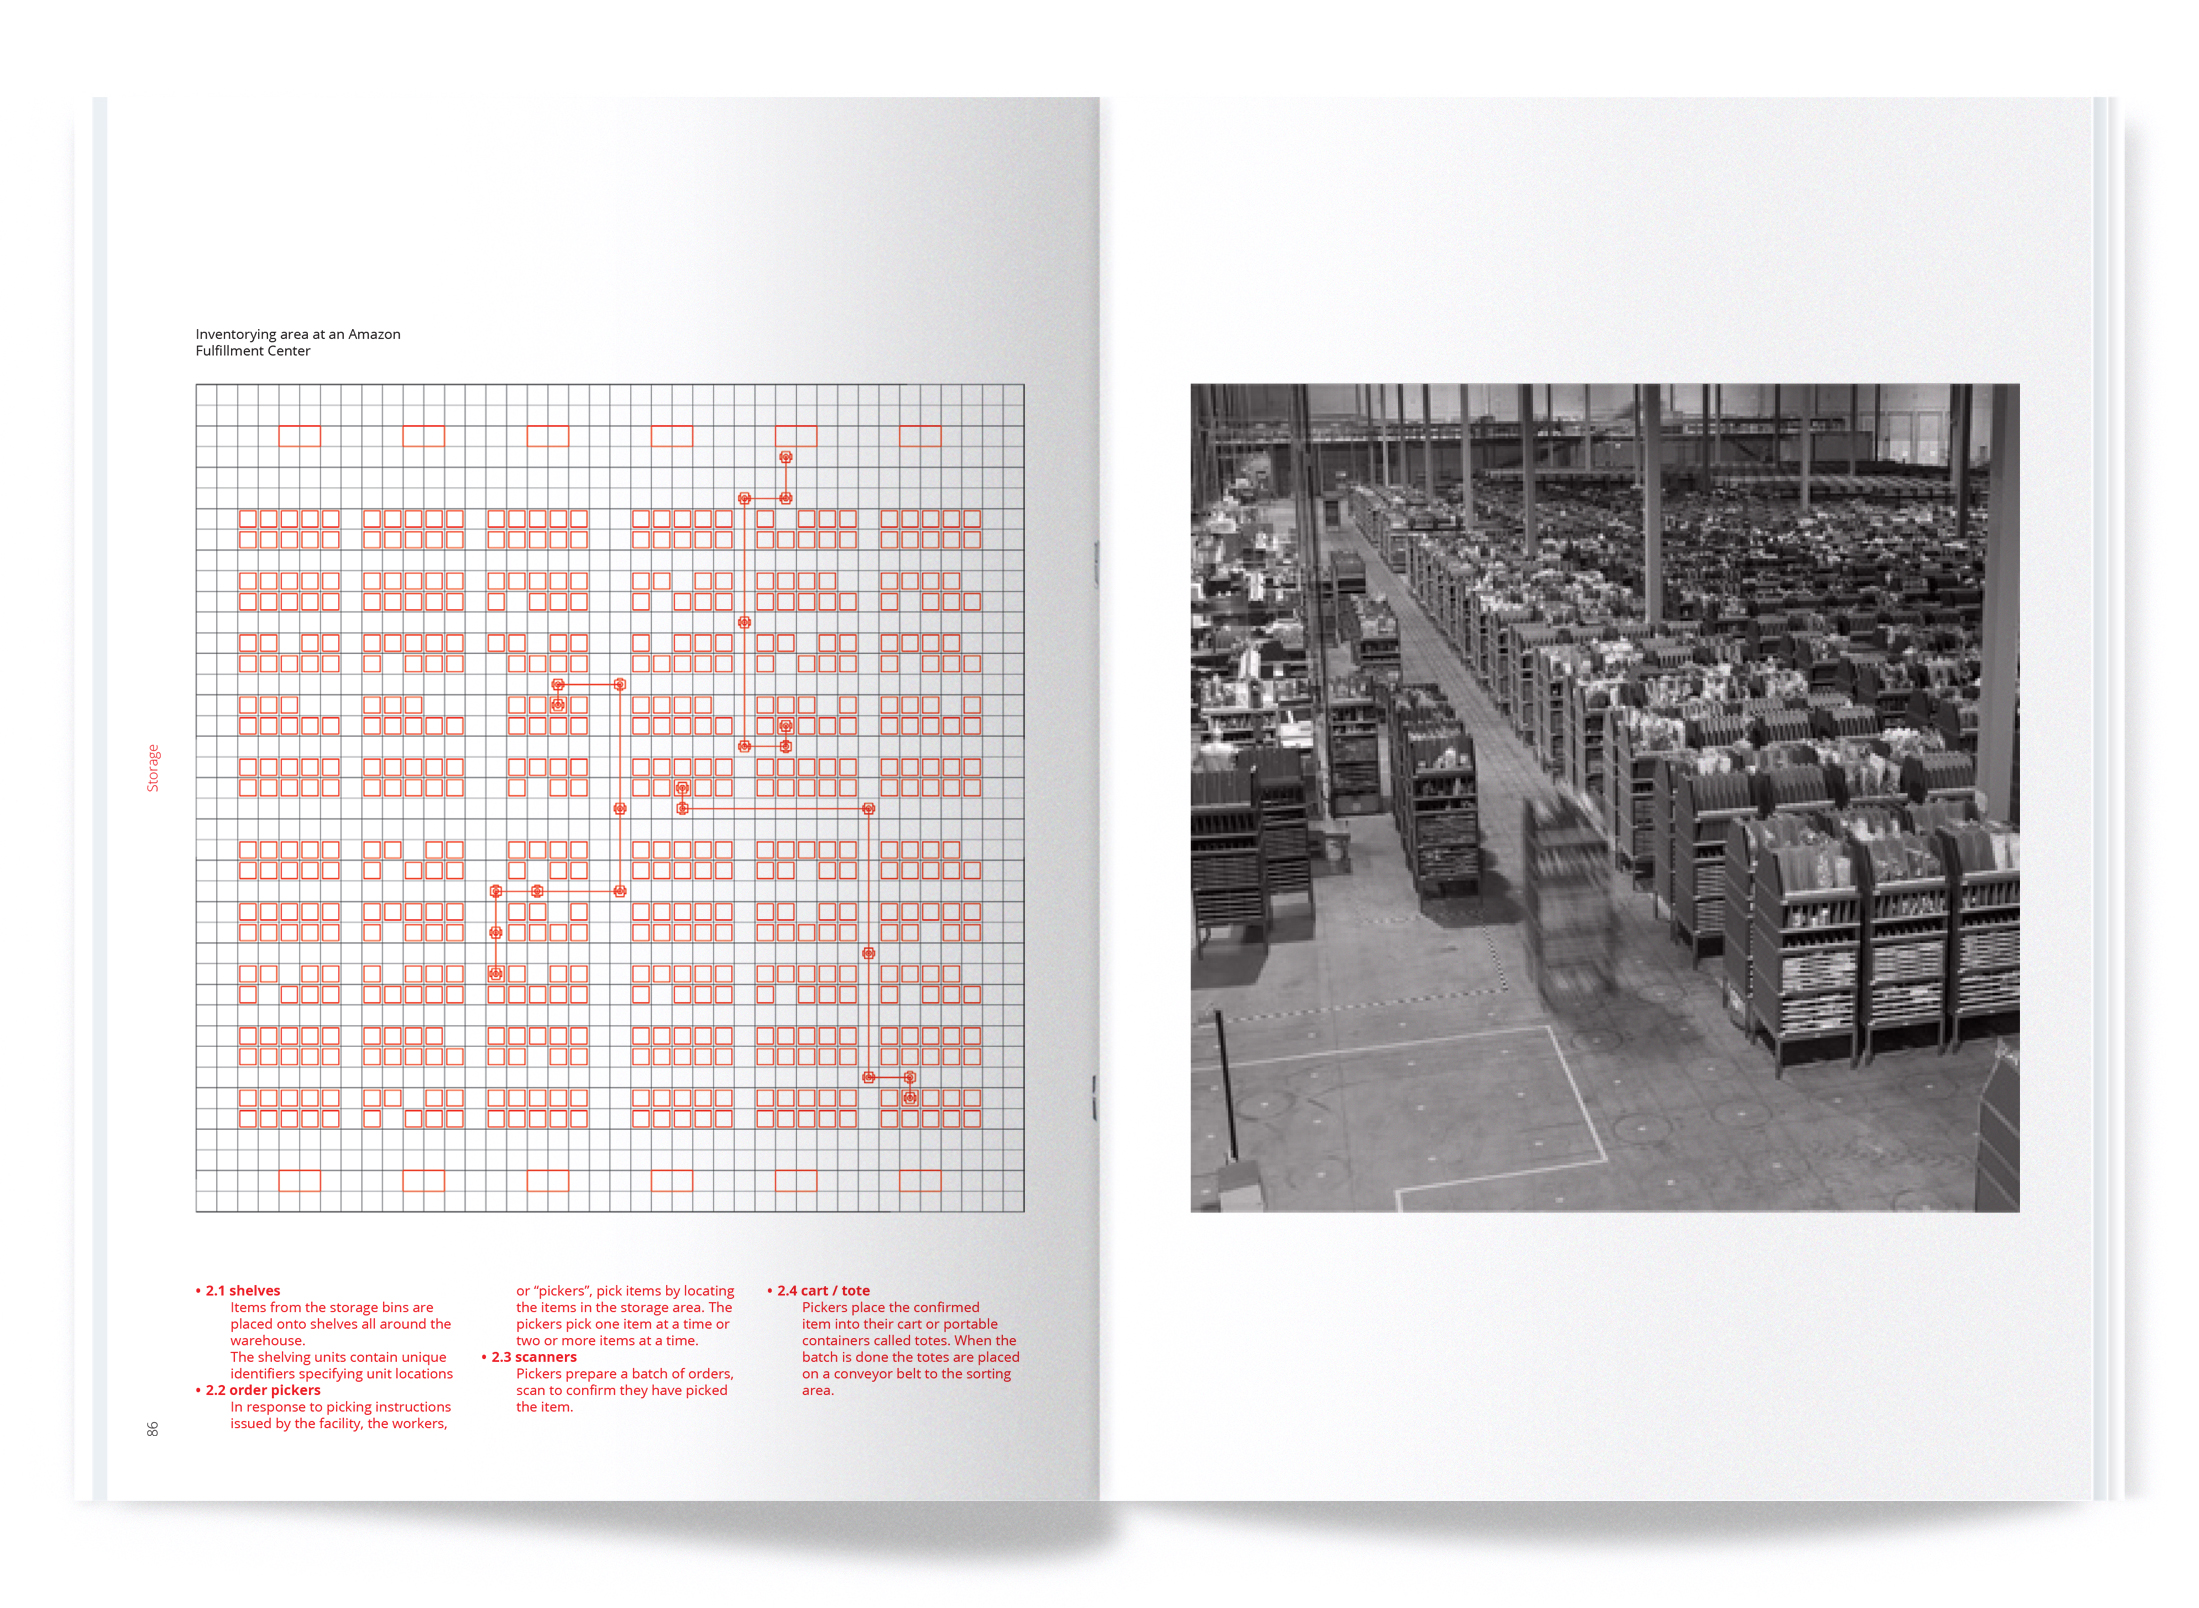 Inventorying area at an Amazon
Fulfillment Center
Storage
• 2.1 shelves
Items from the storage bins are
placed onto shelves all around the
warehouse.
The shelving units contain unique
identifiers specifying unit locations
• 2.2 order pickers
In response to picking instructions
issued by the facility, the workers,
or “pickers”, pick items by locating
the items in the storage area. The
pickers pick one item at a time or
two or more items at a time.
• 2.3 scanners
Pickers prepare a batch of orders,
scan to confirm they have picked
the item.
• 2.4 cart / tote
Pickers place the confirmed
item into their cart or portable
containers called totes. When the
batch is done the totes are placed
on a conveyor belt to the sorting
area.
86